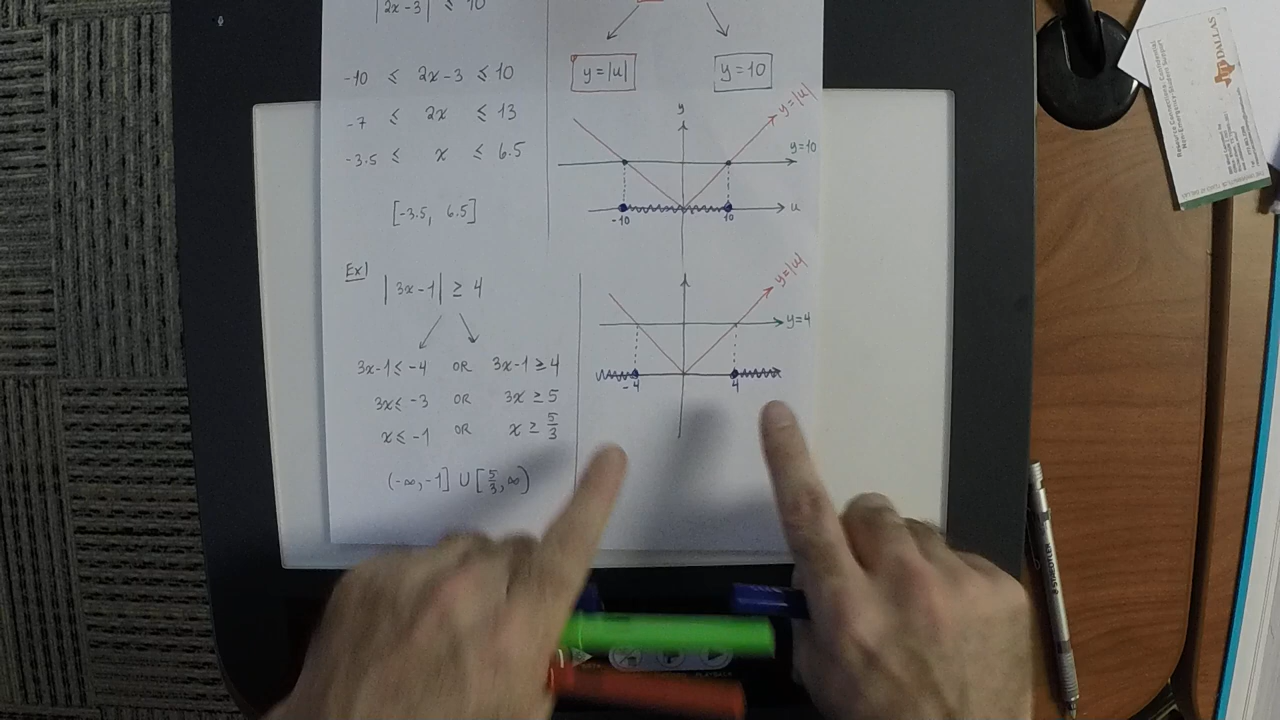 |2x-3| ≤ 10
-10 ≤ 2x-3 ≤ 10
-7 ≤ 2x ≤ 13
-3.5 ≤ x ≤ 6.5
[-3.5, 6.5]
y=|u|
y=10
y
y=|u|
y=10
u
-10
10
Ex)
|3x-1| ≥ 4
3x-1 ≤ -4 OR 3x-1 ≥ 4
3x ≤ -3 OR 3x ≥ 5
x ≤ -1 OR x ≥ 5/3
(-∞, -1] ∪ [5/3, ∞)
y=|u|
y=4
-4
4
DALLAS
STAEDTLER